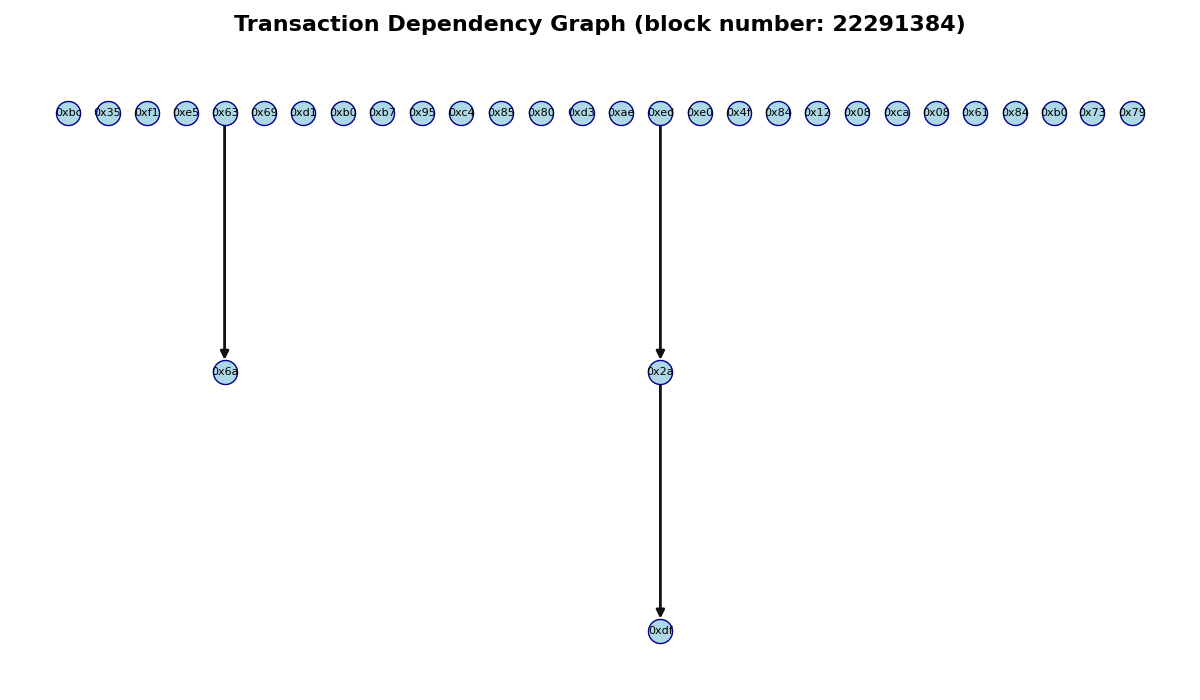 Transaction Dependency Graph (block number: 22291384)
0xbc 0x35 0xf1 0xe5 0x63 0x69 0xd1 0xb0 0xb7 0x95 0xc4 0x85 0x80 0xd3 0xae 0xed 0xe0 0x4f 0x84 0x12 0x08 0xca 0x08 0x61 0x84 0xb0 0x73 0x79
0x6a 0x2a
0xdf